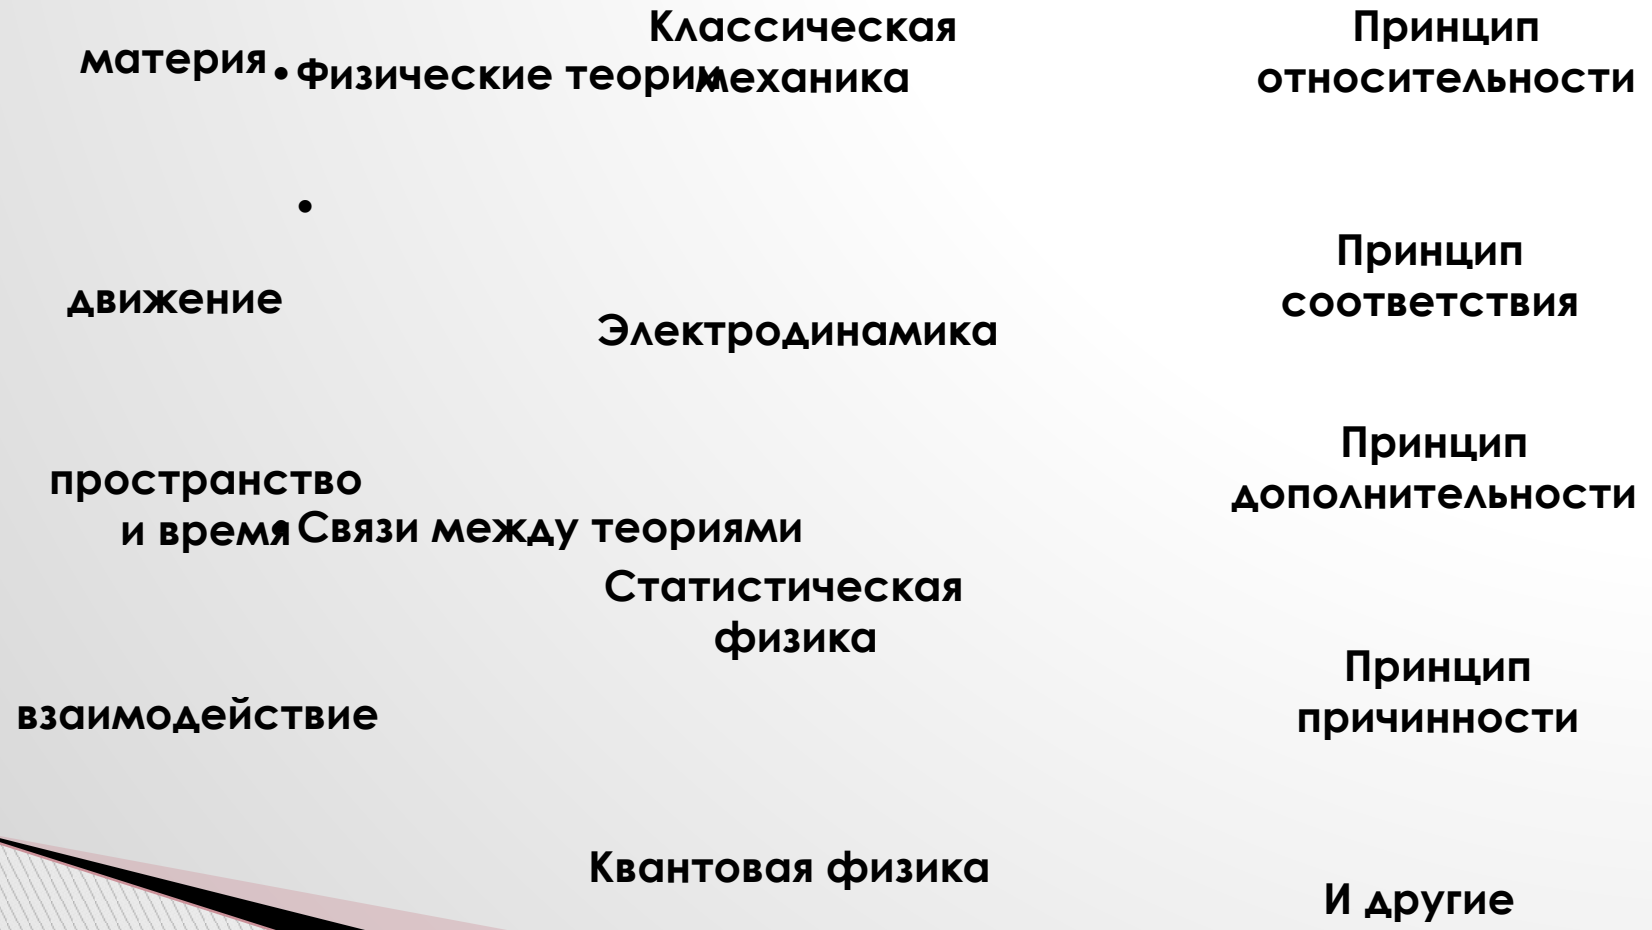 материя
• Физические теории
Классическая
механика
Принцип
относительности
•
движение
Электродинамика
Принцип
соответствия
пространство
и время
• Связи между теориями
Принцип
дополнительности
Статистическая
физика
взаимодействие
Принцип
причинности
Квантовая физика
И другие